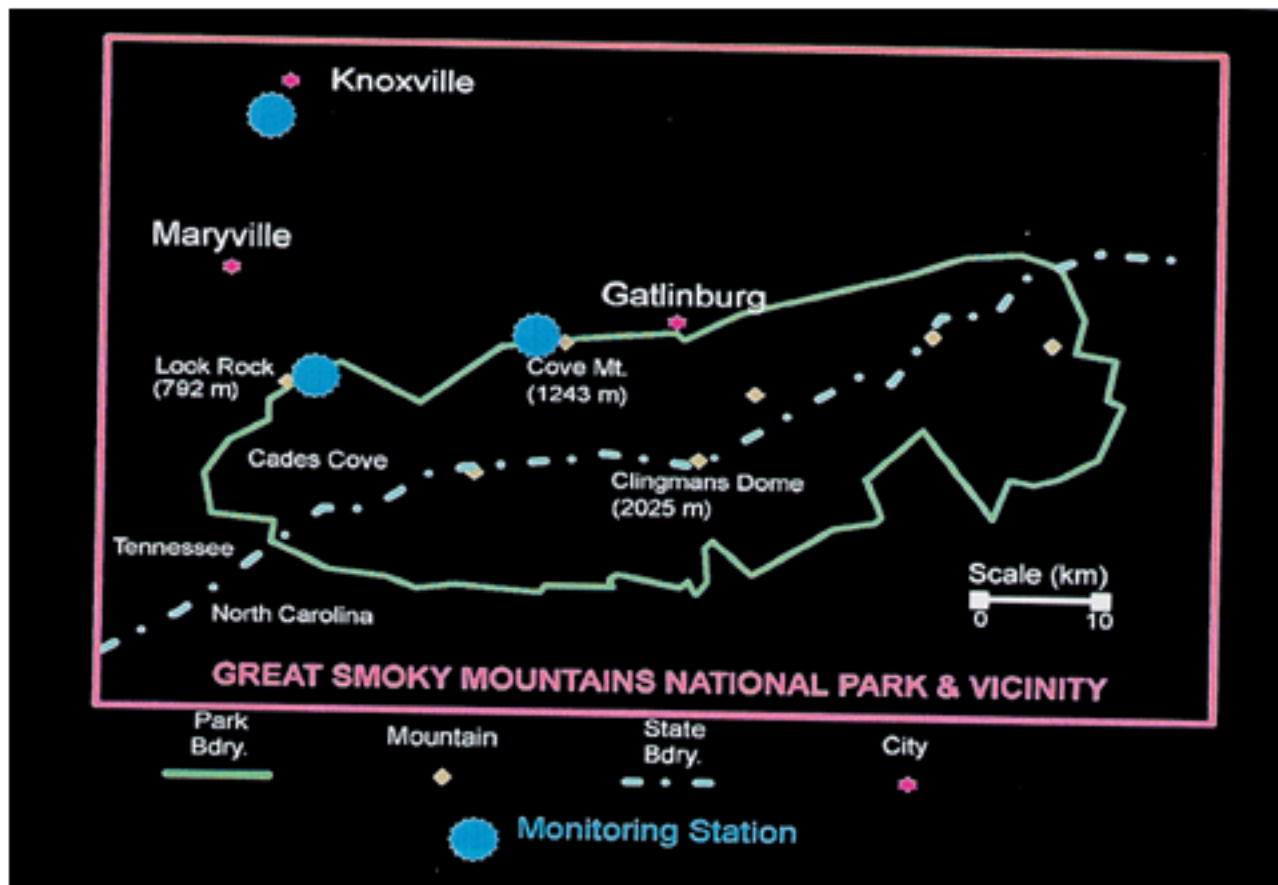 Knoxville
Maryville
Gatlinburg
Look Rock
(792 m)
Cove Mt.
(1243 m)
Cades Cove
Clingmans Dome
(2025 m)
Tennessee
North Carolina
Scale (km)
0 10
GREAT SMOKY MOUNTAINS NATIONAL PARK & VICINITY
Park
Bdry.
Mountain
State
Bdry.
City
Monitoring Station